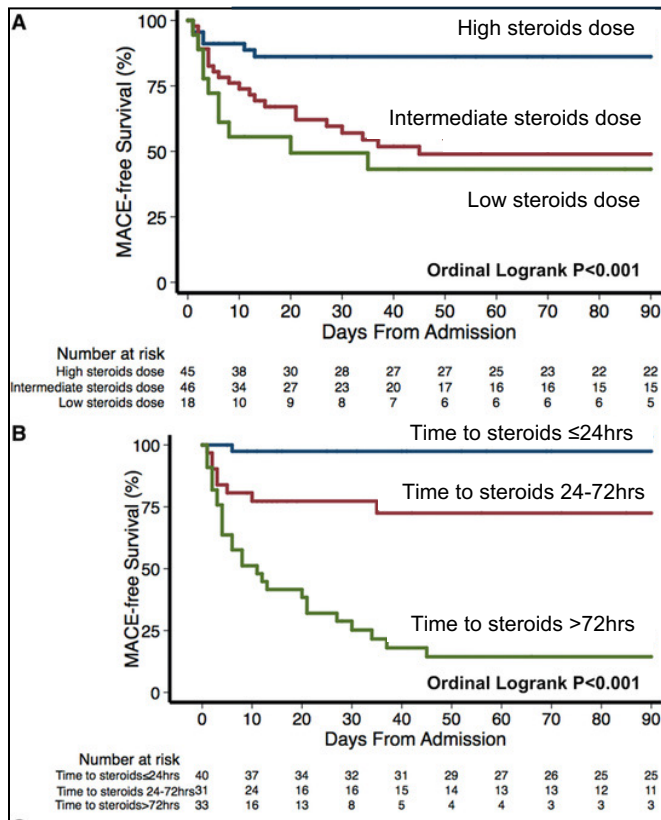 A
High steroids dose
Intermediate steroids dose
Low steroids dose
MACE-free Survival (%)
100
75
50
25
0
Ordinal Logrank P<0.001
0 10 20 30 40 50 60 70 80 90
Days From Admission
Number at risk
High steroids dose 45 38 30 28 27 27 25 23 22 22
Intermediate steroids dose 46 34 27 23 20 17 16 16 15 15
Low steroids dose 18 10 9 8 7 6 6 6 6 5
B
Time to steroids ≤24hrs
Time to steroids 24-72hrs
Time to steroids >72hrs
MACE-free Survival (%)
100
75
50
25
0
Ordinal Logrank P<0.001
0 10 20 30 40 50 60 70 80 90
Days From Admission
Number at risk
Time to steroids≤24hrs 40 37 34 32 31 29 27 26 25 25
Time to steroids 24-72hrs 31 24 16 16 15 14 13 13 12 11
Time to steroids>72hrs 33 16 13 8 5 4 4 3 3 3